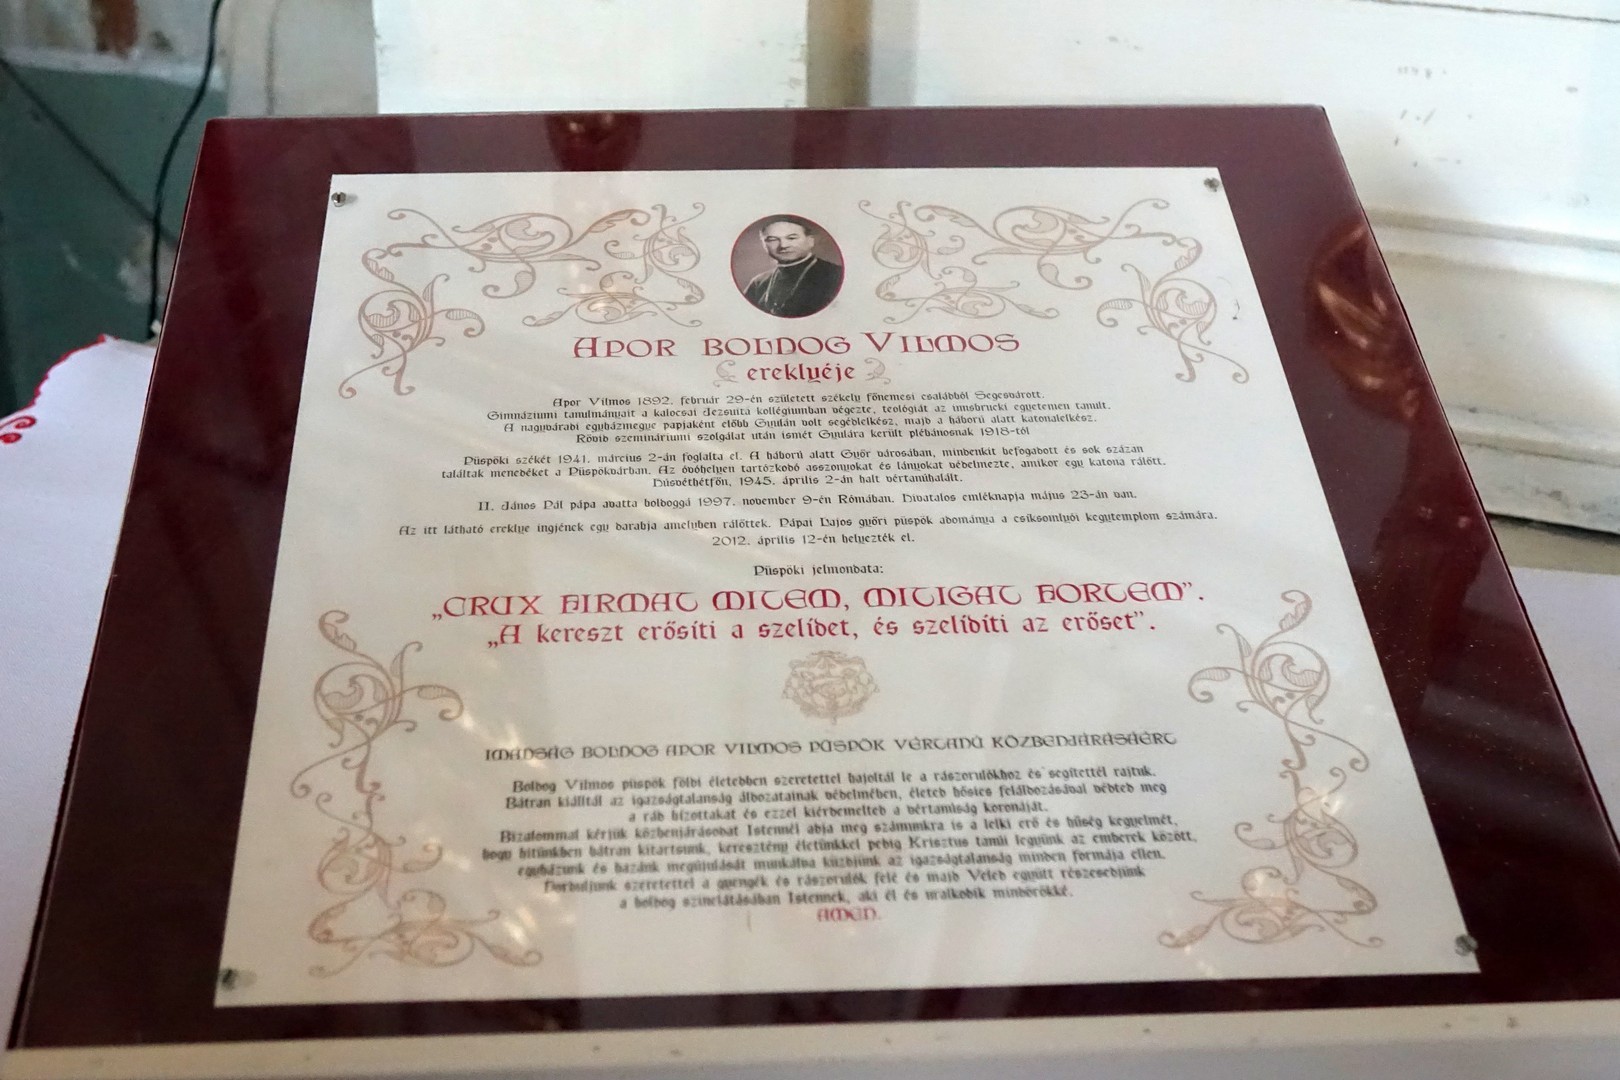 APOR BOLDOG VILMOS
ereklyéje
Apor Vilmos 1892. február 29-én született székely főnemesi családból Segesvárott.
Gimnáziumi tanulmányait a kalocsai jezsuita kollégiumban végezte, teológiát az innsbrucki egyetemen tanult.
A nagyváradi egyházmegye papjaként előbb Gyulán volt segédlelkész, majd a háború alatt katonalelkész.
Rövid szemináriumi szolgálat után ismét Gyulára került plébánosnak 1918-tól
Püspöki székét 1941. március 2-án foglalta el. A háború alatt Győr városában, mindenkit befogadott és sok százan
találtak menedéket a Püspökvárban. Az óvóhelyen tartózkodó asszonyokat és lányokat védelmezte, amikor egy katona rálőtt.
Húsvéthétfőn, 1945. április 2-án halt vértanúhalált.
II. János Pál pápa avatta boldoggá 1997. november 9-én Rómában. Hivatalos emléknapja május 23-án van.
Az itt látható ereklye ingjének egy darabja amelyben rálőttek. Pápai Lajos győri püspök adománya a csíksomlyói kegytemplom számára.
2012. április 12-én helyezték el.
Püspöki jelmondata:
„CRUX FIRMAT MITEM, MITIGAT FORTEM”.
„A kereszt erősíti a szelídet, és szelídíti az erőset”.
IMÁDSÁG BOLDOG APOR VILMOS PÜSPÖK VÉRTANÚ KÖZBENJÁRÁSÁÉRT
Boldog Vilmos püspök földi életedben szeretettel hajoltál le a rászorulókhoz és segítettél rajtuk.
Bátran kiálltál az igazságtalanság áldozatainak védelmében, életed hősies feláldozásával védted meg
a rád bízottakat és ezzel kiérdemelted a vértanúság koronáját.
Bizalommal kérjük közbenjárásodat Istennél adja meg számunkra is a lelki erő és hűség kegyelmét,
hogy hitünkben bátran kitartsunk, keresztény életünkkel pedig Krisztus tanúi legyünk az emberek között,
egyházunk és hazánk megújulását munkálva küzdjünk az igazságtalanság minden formája ellen.
Forduljunk szeretettel a gyengék és rászorulók felé és majd Veled együtt részesedjünk
a boldog színelátásában Istennek, aki él és uralkodik mindörökké.
ÁMEN.